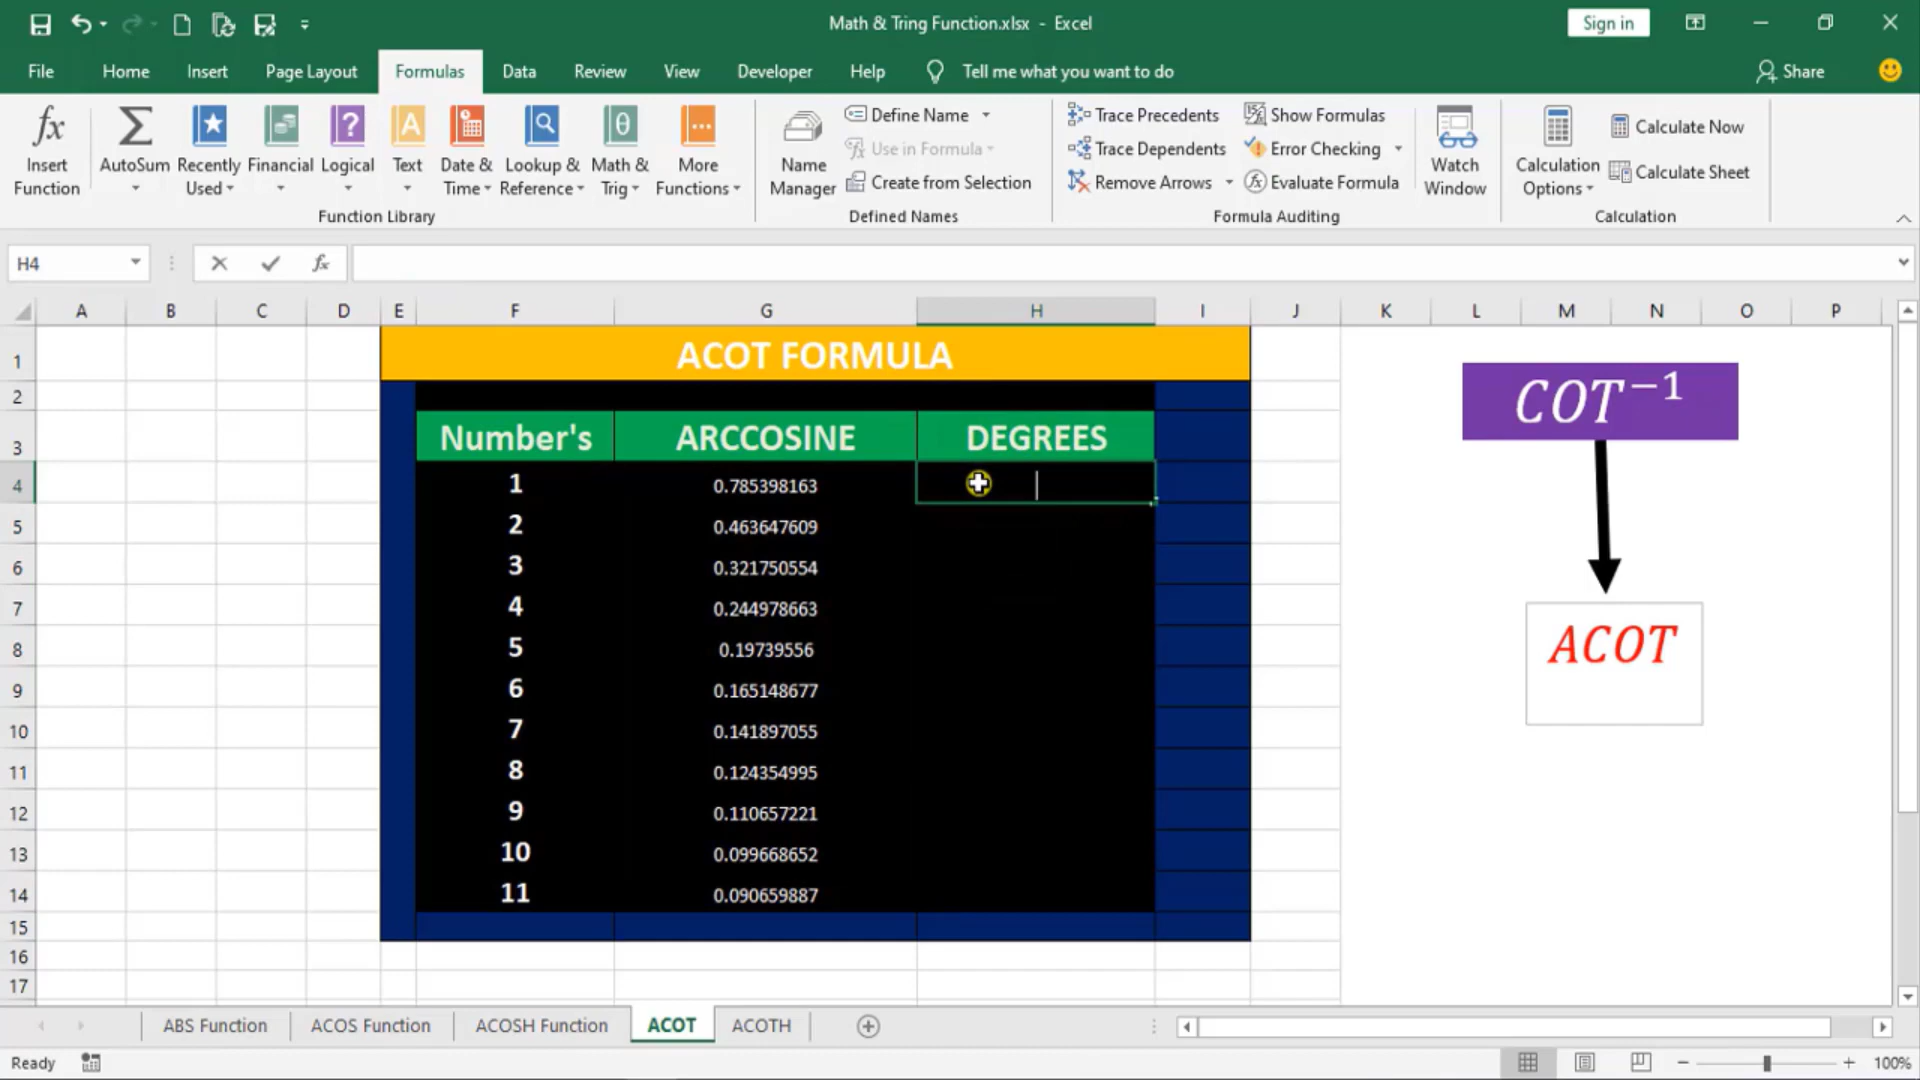 Math & Tring Function.xlsx - Excel
Sign in
File Home Insert Page Layout Formulas Data Review View Developer Help Tell me what you want to do Share
Insert Function
AutoSum
Recently Used
Financial
Logical
Text
Date & Time
Lookup & Reference
Math & Trig
More Functions
Function Library
Name Manager
Define Name
Use in Formula
Create from Selection
Defined Names
Trace Precedents
Trace Dependents
Remove Arrows
Show Formulas
Error Checking
Evaluate Formula
Formula Auditing
Watch Window
Calculation Options
Calculate Now
Calculate Sheet
Calculation
H4
fx
A B C D E F G H I J K L M N O P
1 ACOT FORMULA
2
3 Number's ARCCOSINE DEGREES
4 1 0.785398163
5 2 0.463647609
6 3 0.321750554
7 4 0.244978663
8 5 0.19739556
9 6 0.165148677
10 7 0.141897055
11 8 0.124354995
12 9 0.110657221
13 10 0.099668652
14 11 0.090659887
15
16
17
COT⁻¹
ACOT
ABS Function ACOS Function ACOSH Function ACOT ACOTH
Ready
100%